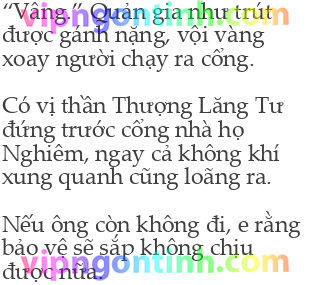 “Vâng.” Quản gia như trút
được gánh nặng, vội vàng
xoay người chạy ra cổng.
Có vị thần Thượng Lăng Tư
đứng trước cổng nhà họ
Nghiêm, ngay cả không khí
xung quanh cũng loãng ra.
Nếu ông còn không đi, e rằng
bảo vệ sẽ sắp không chịu
được nữa.
vipngontinh.com
vipngontinh.com